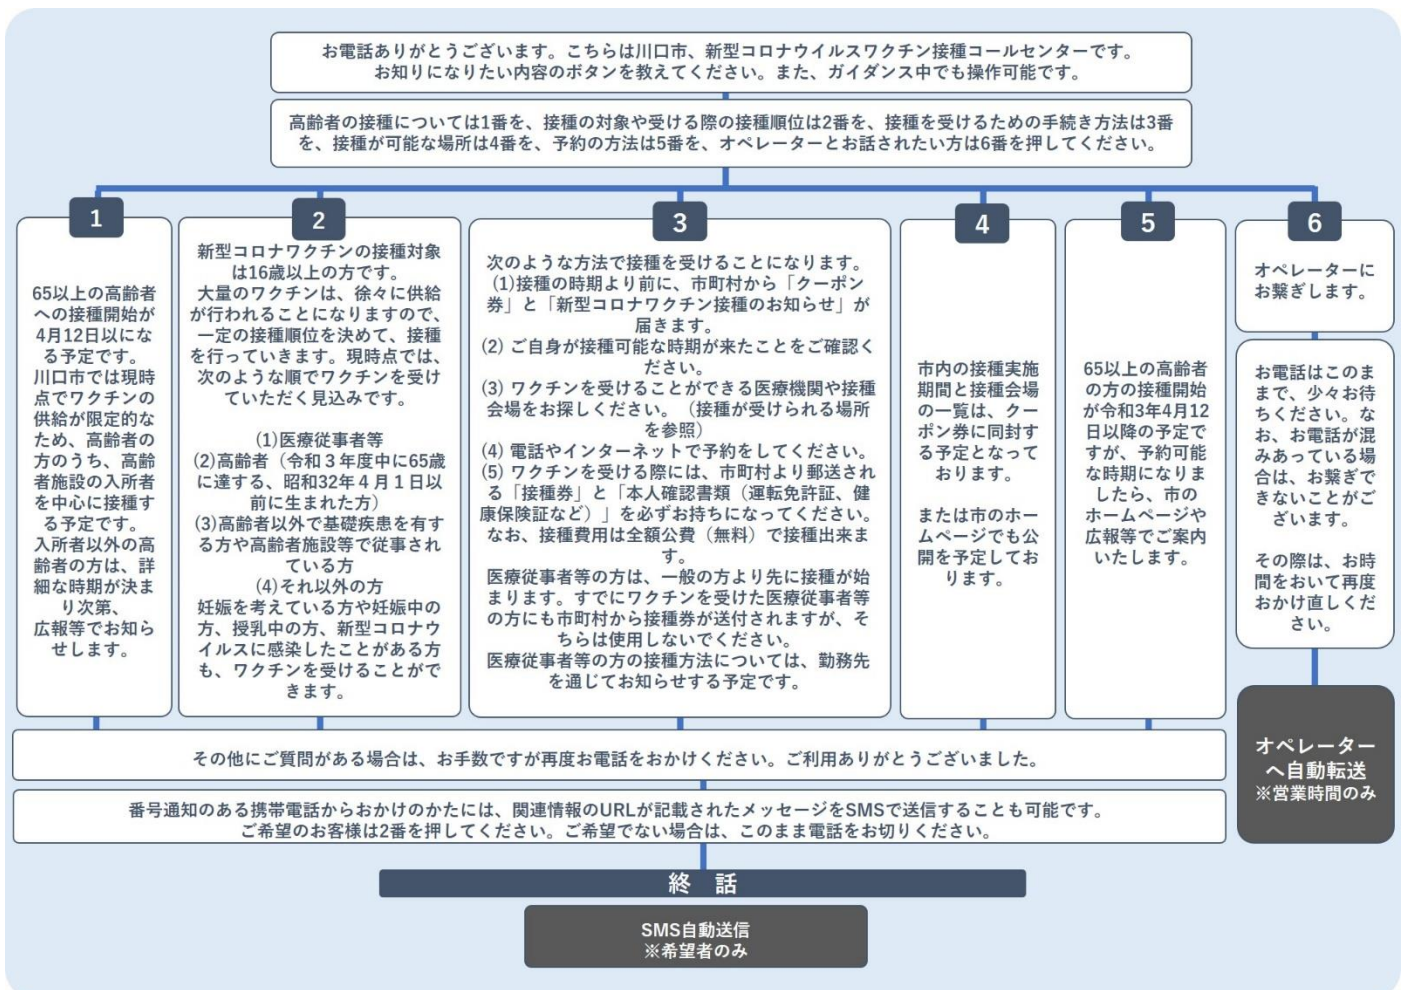 お電話ありがとうございます。こちらは川口市、新型コロナウイルスワクチン接種コールセンターです。
お知りになりたい内容のボタンを教えてください。また、ガイダンス中でも操作可能です。
高齢者の接種については1番を、接種の対象や受ける際の接種順位は2番を、接種を受けるための手続き方法は3番
を、接種が可能な場所は4番を、予約の方法は5番を、オペレーターとお話されたい方は6番を押してください。
1
65以上の高齢者
への接種開始が
4月12日以にな
る予定です。
川口市では現時
点でワクチンの
供給が限定的な
ため、高齢者の
方のうち、高齢
者施設の入所者
を中心に接種す
る予定です。
入所者以外の高
齢者の方は、詳
細な時期が決ま
り次第、
広報等でお知ら
せします。
2
新型コロナワクチンの接種対象
は16歳以上の方です。
大量のワクチンは、徐々に供給
が行われることになりますので、
一定の接種順位を決めて、接種
を行っていきます。現時点では、
次のような順でワクチンを受け
ていただく見込みです。
(1)医療従事者等
(2)高齢者（令和３年度中に65歳
に達する、昭和32年４月１日以
前に生まれた方）
(3)高齢者以外で基礎疾患を有す
る方や高齢者施設等で従事され
ている方
(4)それ以外の方
妊娠を考えている方や妊娠中の
方、授乳中の方、新型コロナウ
イルスに感染したことがある方
も、ワクチンを受けることがで
きます。
3
次のような方法で接種を受けることになります。
(1)接種の時期より前に、市町村から「クーポン
券」と「新型コロナワクチン接種のお知らせ」が
届きます。
(2) ご自身が接種可能な時期が来たことをご確認く
ださい。
(3) ワクチンを受けることができる医療機関や接種
会場をお探しください。（接種が受けられる場所
を参照）
(4) 電話やインターネットで予約をしてください。
(5) ワクチンを受ける際には、市町村より郵送され
る「接種券」と「本人確認書類（運転免許証、健
康保険証など）」を必ずお持ちになってください。
なお、接種費用は全額公費（無料）で接種出来ま
す。
医療従事者等の方は、一般の方より先に接種が始
まります。すでにワクチンを受けた医療従事者等
の方にも市町村から接種券が送付されますが、そ
ちらは使用しないでください。
医療従事者等の方の接種方法については、勤務先
を通じてお知らせする予定です。
4
市内の接種実施
期間と接種会場
の一覧は、クー
ポン券に同封す
る予定となって
おります。
または市のホー
ムページでも公
開を予定してお
ります。
5
65以上の高齢者
の方の接種開始
が令和3年4月12
日以降の予定で
すが、予約可
能な時期になりま
したら、市の
ホームページや
広報等でご案内
いたします。
6
オペレーターに
お繋ぎします。
お電話はこのま
まで、少々お待
ちください。な
お、お電話が混
みあっている場
合は、お繋ぎで
きないことがご
ざいます。
その際は、お時
間をおいて再度
おかけ直しくだ
さい。
オペレーター
へ自動転送
※営業時間のみ
その他にご質問がある場合は、お手数ですが再度お電話をおかけください。ご利用ありがとうございました。
番号通知のある携帯電話からおかけのかたには、関連情報のURLが記載されたメッセージをSMSで送信することも可能です。
ご希望のお客様は2番を押してください。ご希望でない場合は、このまま電話をお切りください。
終 話
SMS自動送信
※希望者のみ